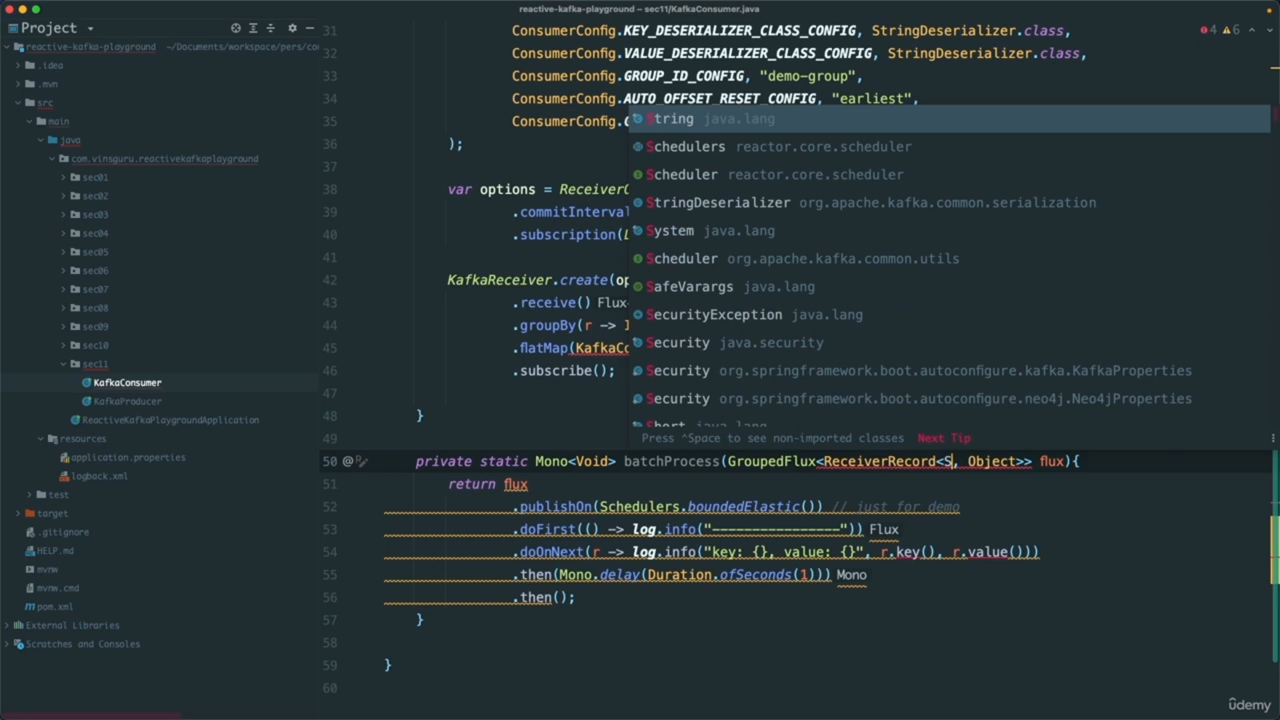 reactive-kafka-playground – sec11/KafkaConsumer.java
Project
reactive-kafka-playground ~/Documents/workspace/pers/co
.idea
.mvn
src
main
java
com.vinsguru.reactivekafkaplayground
sec01
sec02
sec03
sec04
sec05
sec06
sec08
sec09
sec10
sec11
KafkaConsumer
KafkaProducer
ReactiveKafkaPlaygroundApplication
resources
application.properties
logback.xml
test
target
.gitignore
HELP.md
mvnw
mvnw.cmd
pom.xml
External Libraries
Scratches and Consoles
4 6
31 ConsumerConfig.KEY_DESERIALIZER_CLASS_CONFIG, StringDeserializer.class,
32 ConsumerConfig.VALUE_DESERIALIZER_CLASS_CONFIG, StringDeserializer.class,
33 ConsumerConfig.GROUP_ID_CONFIG, "demo-group",
34 ConsumerConfig.AUTO_OFFSET_RESET_CONFIG, "earliest",
35 ConsumerConfig.
36 );
37
38 var options = Receiver
39 .commitInterval
40 .subscription(
41
42 KafkaReceiver.create(op
43 .receive() Flux
44 .groupBy(r ->
45 .flatMap(KafkaCo
46 .subscribe();
47
48 }
49
50 @ private static Mono<Void> batchProcess(GroupedFlux<ReceiverRecord<S, Object>> flux){
51 return flux
52 .publishOn(Schedulers.boundedElastic()) // just for demo
53 .doFirst(() -> log.info("----------------")) Flux
54 .doOnNext(r -> log.info("key: {}, value: {}", r.key(), r.value()))
55 .then(Mono.delay(Duration.ofSeconds(1))) Mono
56 .then();
57 }
58
59 }
60
String java.lang
Schedulers reactor.core.scheduler
Scheduler reactor.core.scheduler
StringDeserializer org.apache.kafka.common.serialization
System java.lang
Scheduler org.apache.kafka.common.utils
SafeVarargs java.lang
SecurityException java.lang
Security java.security
Security org.springframework.boot.autoconfigure.kafka.KafkaProperties
Security org.springframework.boot.autoconfigure.neo4j.Neo4jProperties
Short java.lang
Press ^Space to see non-imported classes Next Tip
udemy